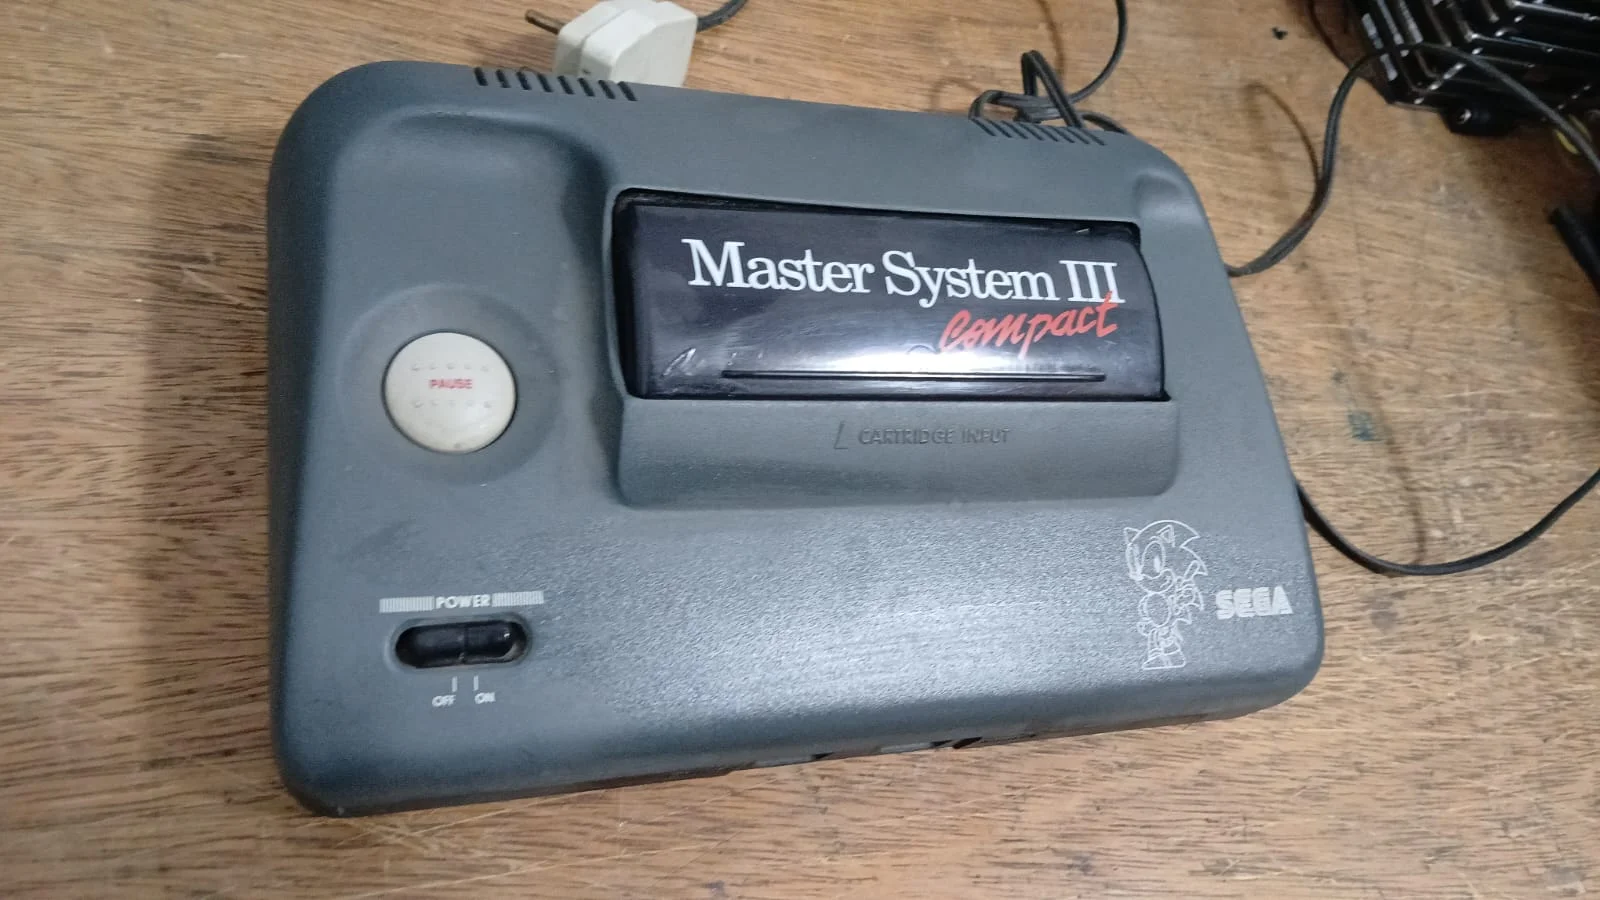 Master System III
compact
PAUSE
CARTRIDGE INPUT
POWER
OFF ON
SEGA